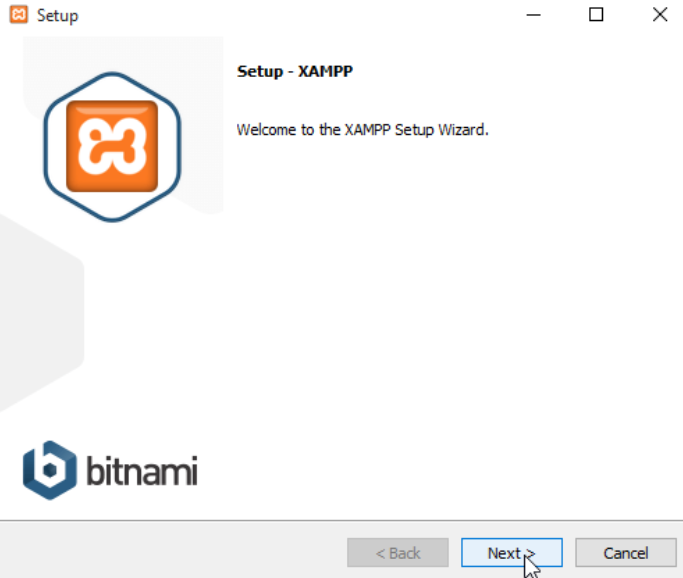 Setup
Setup - XAMPP
Welcome to the XAMPP Setup Wizard.
bitnami
< Back
Next >
Cancel